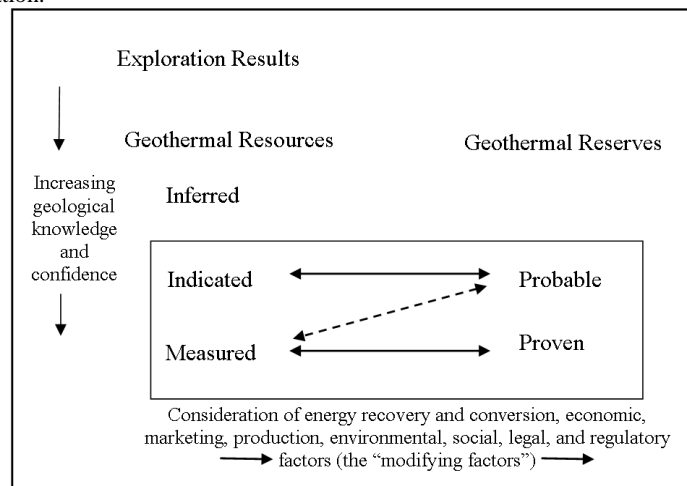 Exploration Results
Geothermal Resources
Geothermal Reserves
Increasing
geological
knowledge
and
confidence
Inferred
Indicated
Probable
Measured
Proven
Consideration of energy recovery and conversion, economic,
marketing, production, environmental, social, legal, and regulatory
factors (the “modifying factors”)